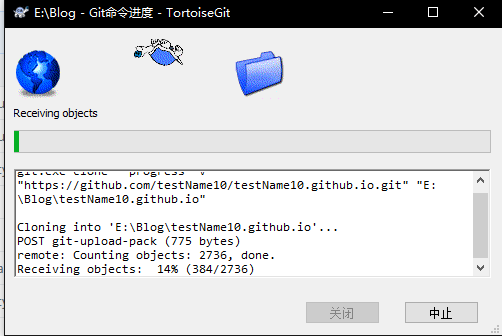 E:\Blog - Git命令进度 - TortoiseGit
Receiving objects
git.exe clone --progress -v
"https://github.com/testName10/testName10.github.io.git" "E:
\Blog\testName10.github.io"
Cloning into 'E:\Blog\testName10.github.io'...
POST git-upload-pack (775 bytes)
remote: Counting objects: 2736, done.
Receiving objects:  14% (384/2736)
关闭
中止